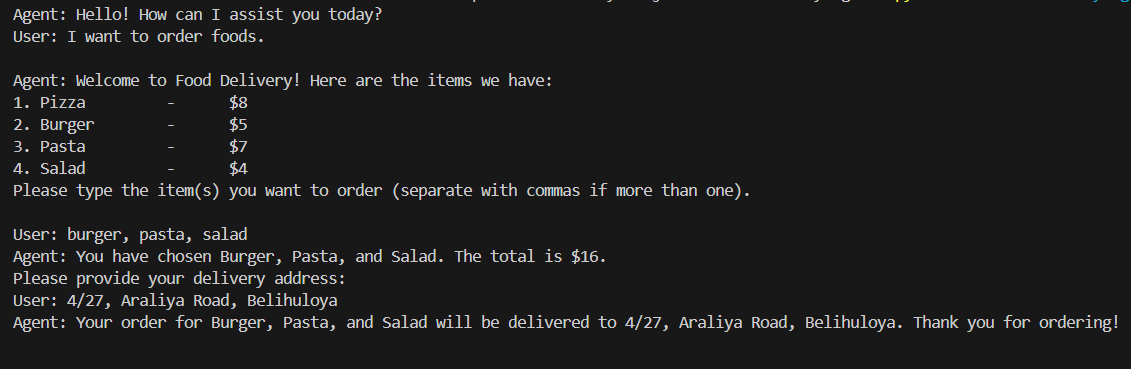 Agent: Hello! How can I assist you today?
User: I want to order foods.
Agent: Welcome to Food Delivery! Here are the items we have:
1. Pizza - $8
2. Burger - $5
3. Pasta - $7
4. Salad - $4
Please type the item(s) you want to order (separate with commas if more than one).
User: burger, pasta, salad
Agent: You have chosen Burger, Pasta, and Salad. The total is $16.
Please provide your delivery address:
User: 4/27, Araliya Road, Belihuloya
Agent: Your order for Burger, Pasta, and Salad will be delivered to 4/27, Araliya Road, Belihuloya. Thank you for ordering!